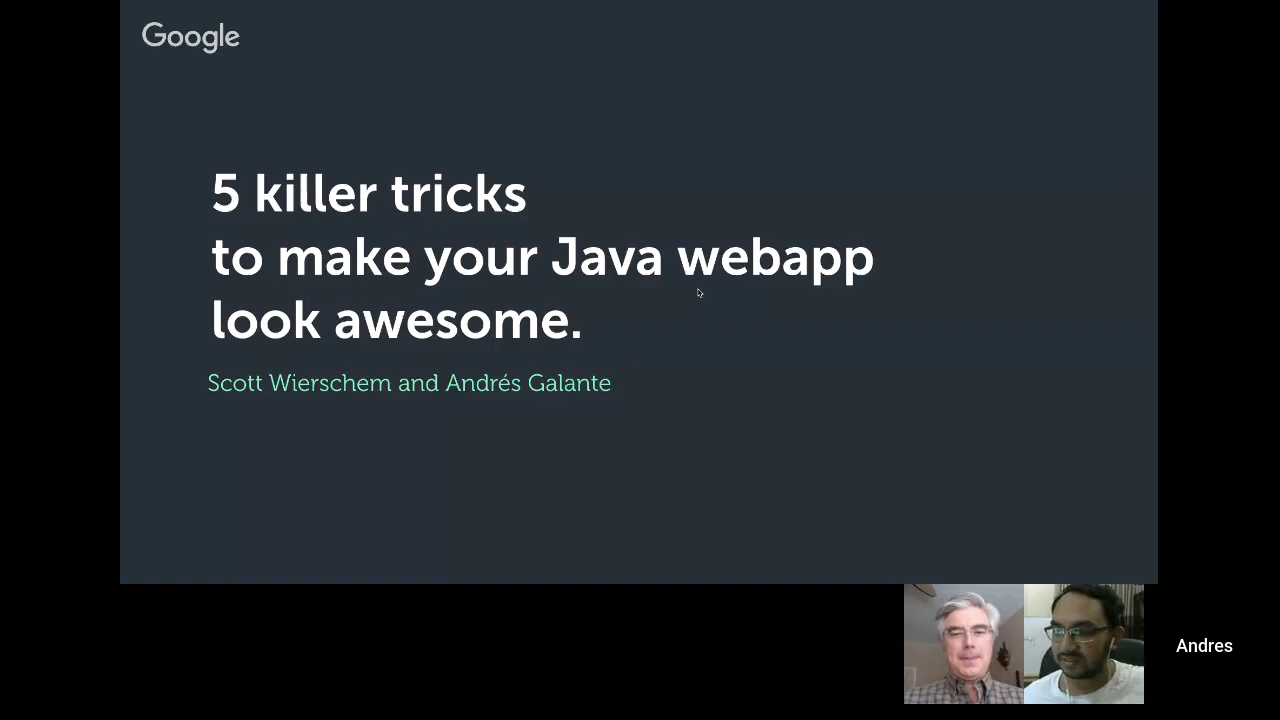 Google
5 killer tricks
to make your Java webapp
look awesome.
Scott Wierschem and Andrés Galante
Andres